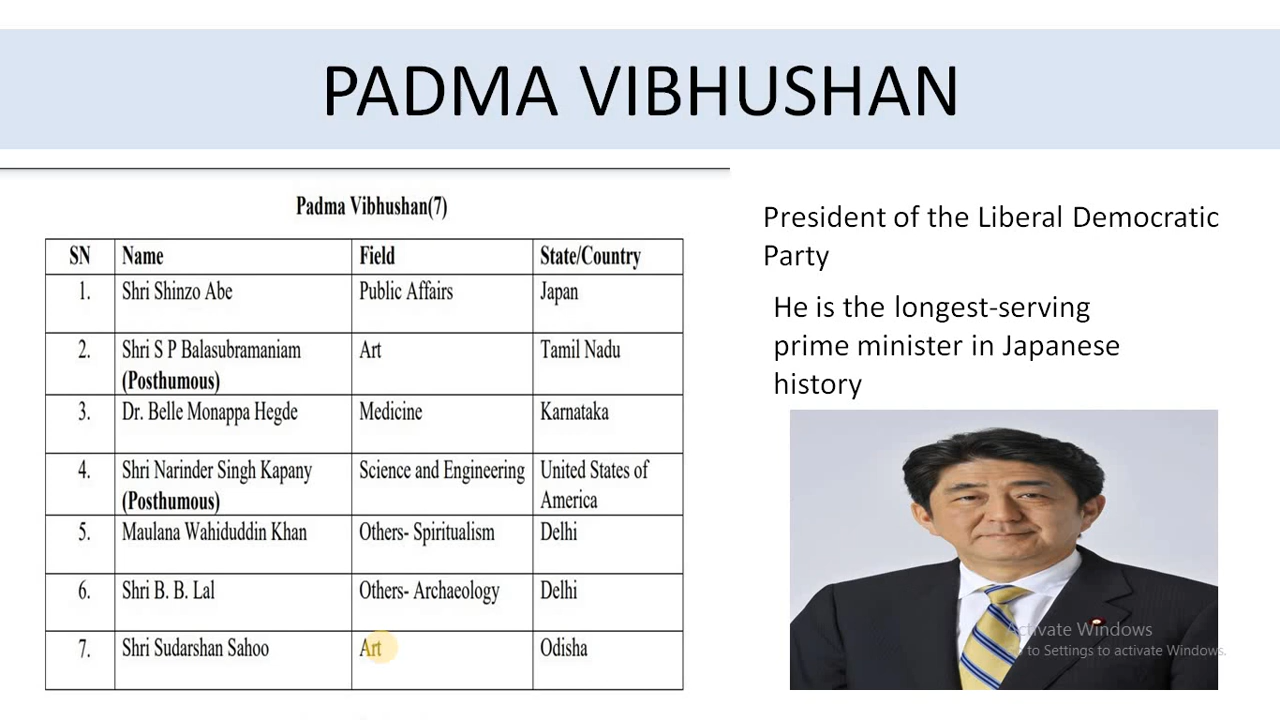 PADMA VIBHUSHAN
Padma Vibhushan(7)
SN Name Field State/Country
1. Shri Shinzo Abe Public Affairs Japan
2. Shri S P Balasubramaniam Art Tamil Nadu
(Posthumous)
3. Dr. Belle Monappa Hegde Medicine Karnataka
4. Shri Narinder Singh Kapany Science and Engineering United States of
(Posthumous) America
5. Maulana Wahiduddin Khan Others- Spiritualism Delhi
6. Shri B. B. Lal Others- Archaeology Delhi
7. Shri Sudarshan Sahoo Art Odisha
President of the Liberal Democratic
Party
He is the longest-serving
prime minister in Japanese
history
Activate Windows
to Settings to activate Windows.